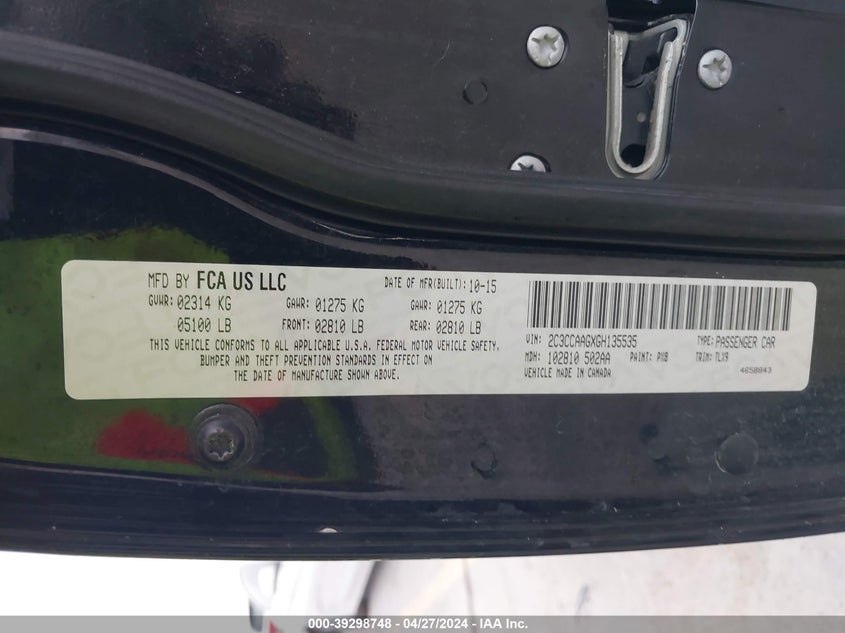 MFD BY FCA US LLC DATE OF MFR(BUILT): 10-15
GVWR: 02314 KG GAWR: 01275 KG GAWR: 01275 KG
05100 LB FRONT: 02810 LB REAR: 02810 LB
THIS VEHICLE CONFORMS TO ALL APPLICABLE U.S.A. FEDERAL MOTOR VEHICLE SAFETY,
BUMPER AND THEFT PREVENTION STANDARDS IN EFFECT ON
THE DATE OF MANUFACTURE SHOWN ABOVE.
VIN: 2C3CCAAGXGH135535 TYPE: PASSENGER CAR
MDH: 102810 502AA PAINT: PX8 TRIM: TLX9
VEHICLE MADE IN CANADA 4658843
000-39298748 - 04/27/2024 - IAA Inc.